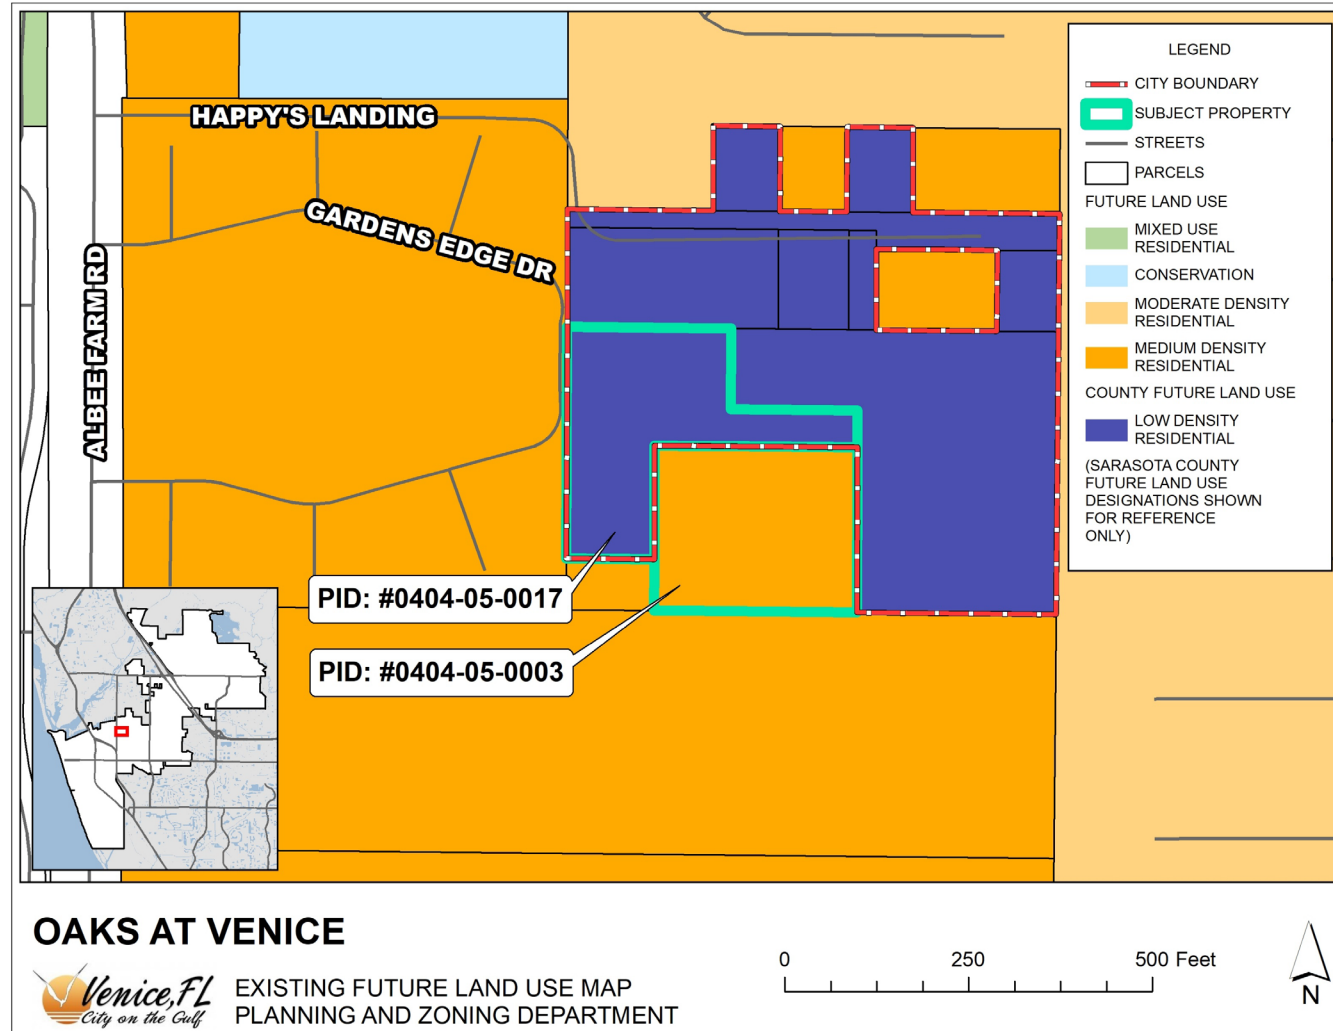 HAPPY'S LANDING
GARDENS EDGE DR
ALBEE FARM RD
PID: #0404-05-0017
PID: #0404-05-0003
LEGEND
CITY BOUNDARY
SUBJECT PROPERTY
STREETS
PARCELS
FUTURE LAND USE
MIXED USE
RESIDENTIAL
CONSERVATION
MODERATE DENSITY
RESIDENTIAL
MEDIUM DENSITY
RESIDENTIAL
COUNTY FUTURE LAND USE
LOW DENSITY
RESIDENTIAL
(SARASOTA COUNTY
FUTURE LAND USE
DESIGNATIONS SHOWN
FOR REFERENCE
ONLY)
OAKS AT VENICE
Venice, FL
City on the Gulf
EXISTING FUTURE LAND USE MAP
PLANNING AND ZONING DEPARTMENT
0 250 500 Feet
N